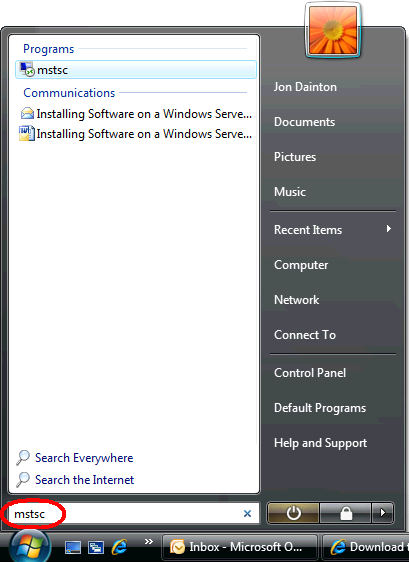 Programs
mstsc
Communications
Installing Software on a Windows Serve...
Installing Software on a Windows Serve...
Search Everywhere
Search the Internet
mstsc
Jon Dainton
Documents
Pictures
Music
Recent Items
Computer
Network
Connect To
Control Panel
Default Programs
Help and Support
Inbox - Microsoft O...
Download